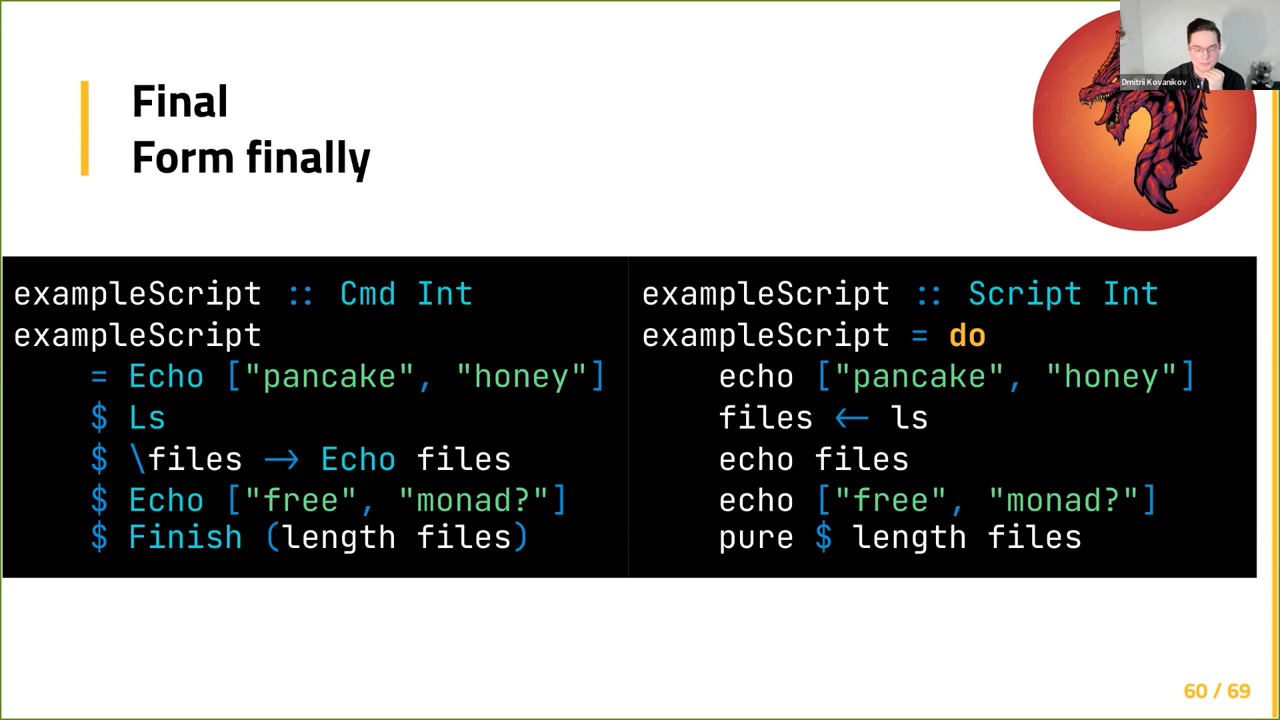 Final
Form finally
Dmitrii Kovanikov
exampleScript :: Cmd Int
exampleScript
= Echo ["pancake", "honey"]
$ Ls
$ \files -> Echo files
$ Echo ["free", "monad?"]
$ Finish (length files)
exampleScript :: Script Int
exampleScript = do
echo ["pancake", "honey"]
files <- ls
echo files
echo ["free", "monad?"]
pure $ length files
60 / 69